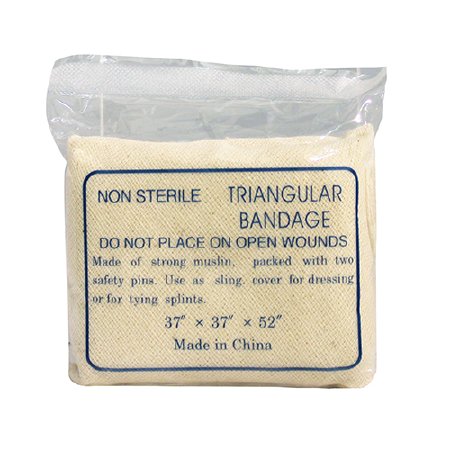 NON STERILE TRIANGULAR
BANDAGE
DO NOT PLACE ON OPEN WOUNDS
Made of strong muslin, packed with two
safety pins. Use as sling. cover for dressing
or for tying splints.
37" × 37" × 52"
Made in China